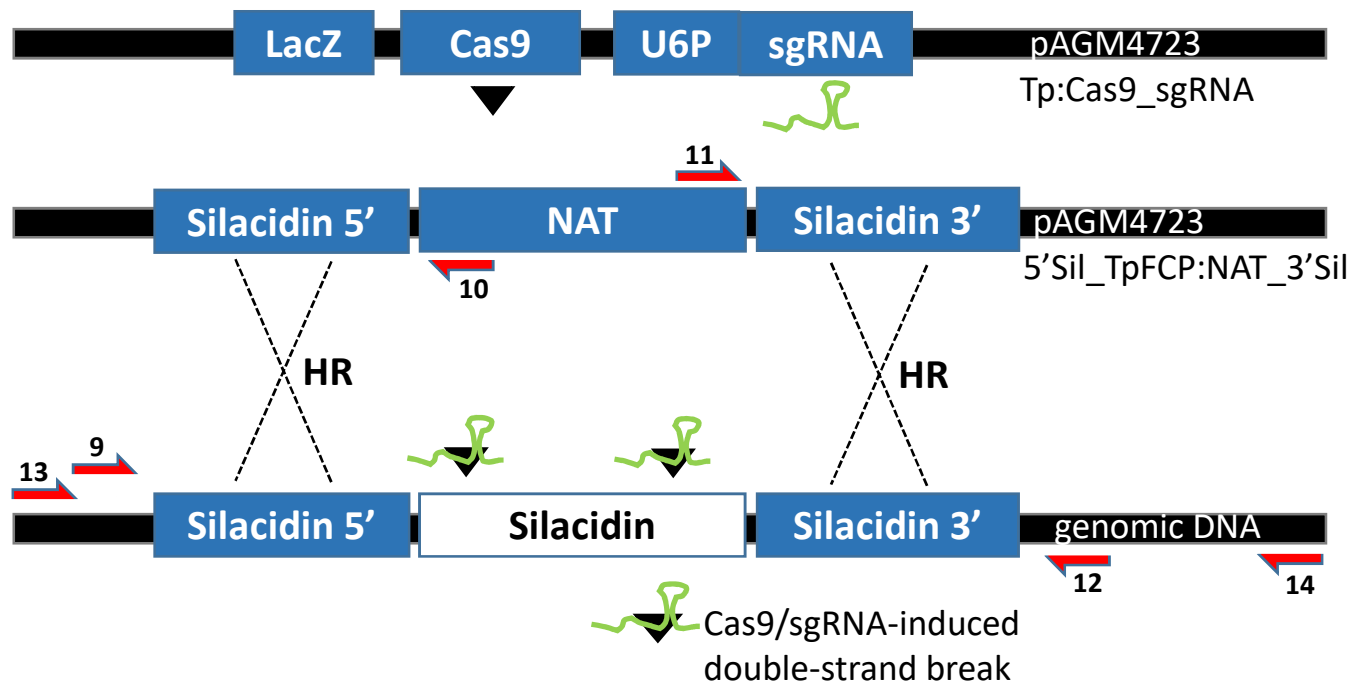 LacZ
Cas9
U6P
sgRNA
pAGM4723
Tp:Cas9_sgRNA
11
Silacidin 5’
NAT
Silacidin 3’
pAGM4723
5’Sil_TpFCP:NAT_3’Sil
10
HR
HR
9
13
Silacidin 5’
Silacidin
Silacidin 3’
genomic DNA
12
14
Cas9/sgRNA-induced
double-strand break